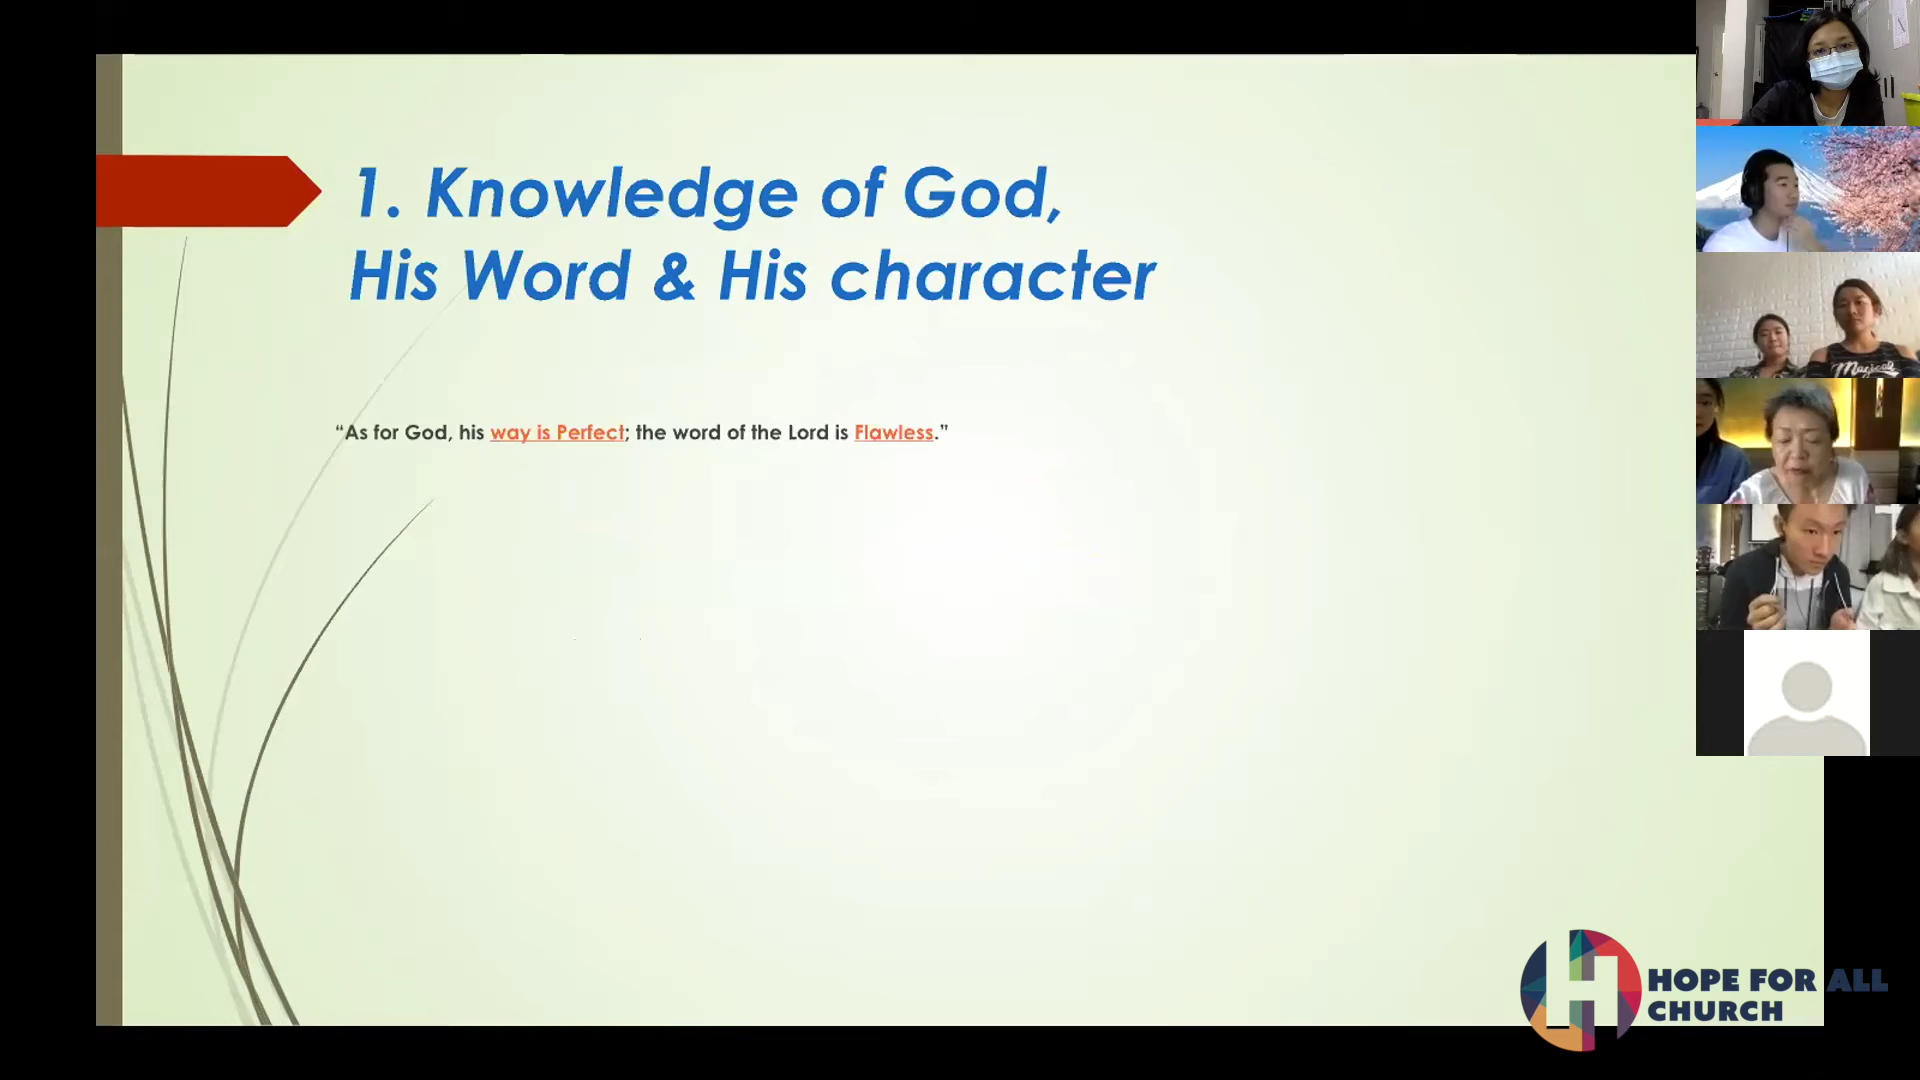 1. Knowledge of God,
His Word & His character
“As for God, his way is Perfect; the word of the Lord is Flawless.”
Magical
HOPE FOR ALL
CHURCH